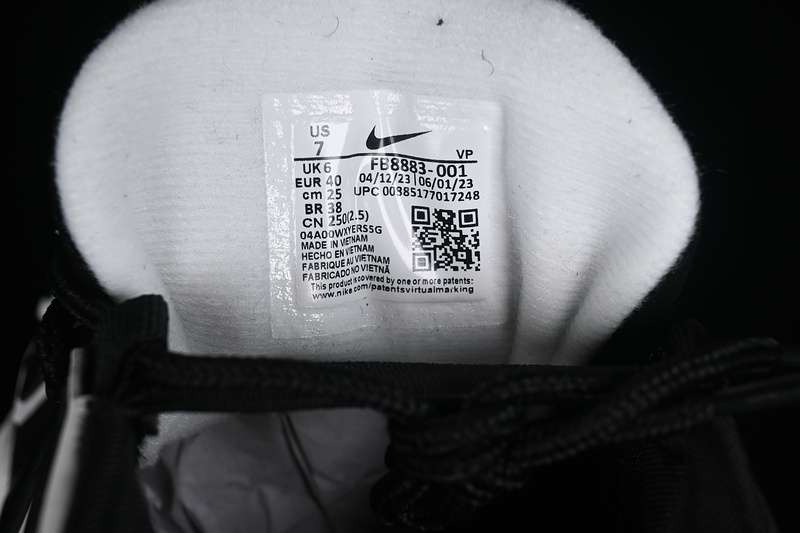 US
7
VP
UK 6 FB8883-001
EUR 40 04/12/23 | 06/01/23
cm 25 UPC 00385177017248
BR 38
CN 250(2.5)
04A00WXYERSSG
MADE IN VIETNAM
HECHO EN VIETNAM
FABRIQUE AU VIETNAM
FABRICADO NO VIETNÃ
This product is covered by one or more patents:
www.nike.com/patentsvirtualmarking